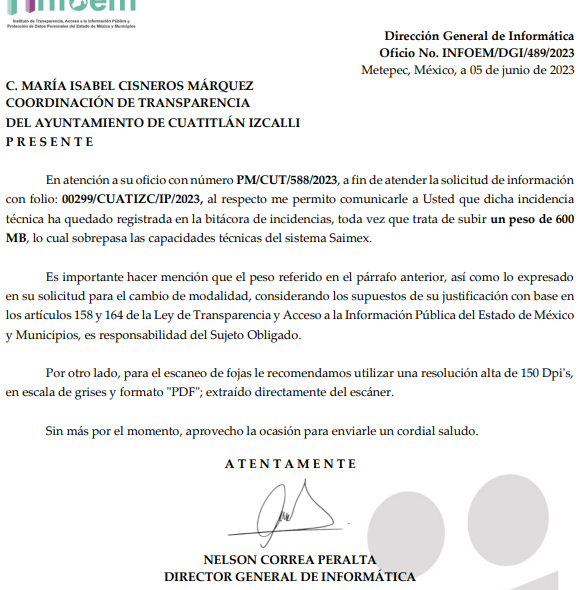 infoem
Instituto de Transparencia, Acceso a la Información Pública y
Protección de Datos Personales del Estado de México y Municipios
Dirección General de Informática
Oficio No. INFOEM/DGI/489/2023
Metepec, México, a 05 de junio de 2023
C. MARÍA ISABEL CISNEROS MÁRQUEZ
COORDINACIÓN DE TRANSPARENCIA
DEL AYUNTAMIENTO DE CUATITLÁN IZCALLI
P R E S E N T E
En atención a su oficio con número PM/CUT/588/2023, a fin de atender la solicitud de información
con folio: 00299/CUATIZC/IP/2023, al respecto me permito comunicarle a Usted que dicha incidencia
técnica ha quedado registrada en la bitácora de incidencias, toda vez que trata de subir un peso de 600
MB, lo cual sobrepasa las capacidades técnicas del sistema Saimex.
Es importante hacer mención que el peso referido en el párrafo anterior, así como lo expresado
en su solicitud para el cambio de modalidad, considerando los supuestos de su justificación con base en
los artículos 158 y 164 de la Ley de Transparencia y Acceso a la Información Pública del Estado de México
y Municipios, es responsabilidad del Sujeto Obligado.
Por otro lado, para el escaneo de fojas le recomendamos utilizar una resolución alta de 150 Dpi's,
en escala de grises y formato "PDF"; extraído directamente del escáner.
Sin más por el momento, aprovecho la ocasión para enviarle un cordial saludo.
A T E N T A M E N T E
NELSON CORREA PERALTA
DIRECTOR GENERAL DE INFORMÁTICA